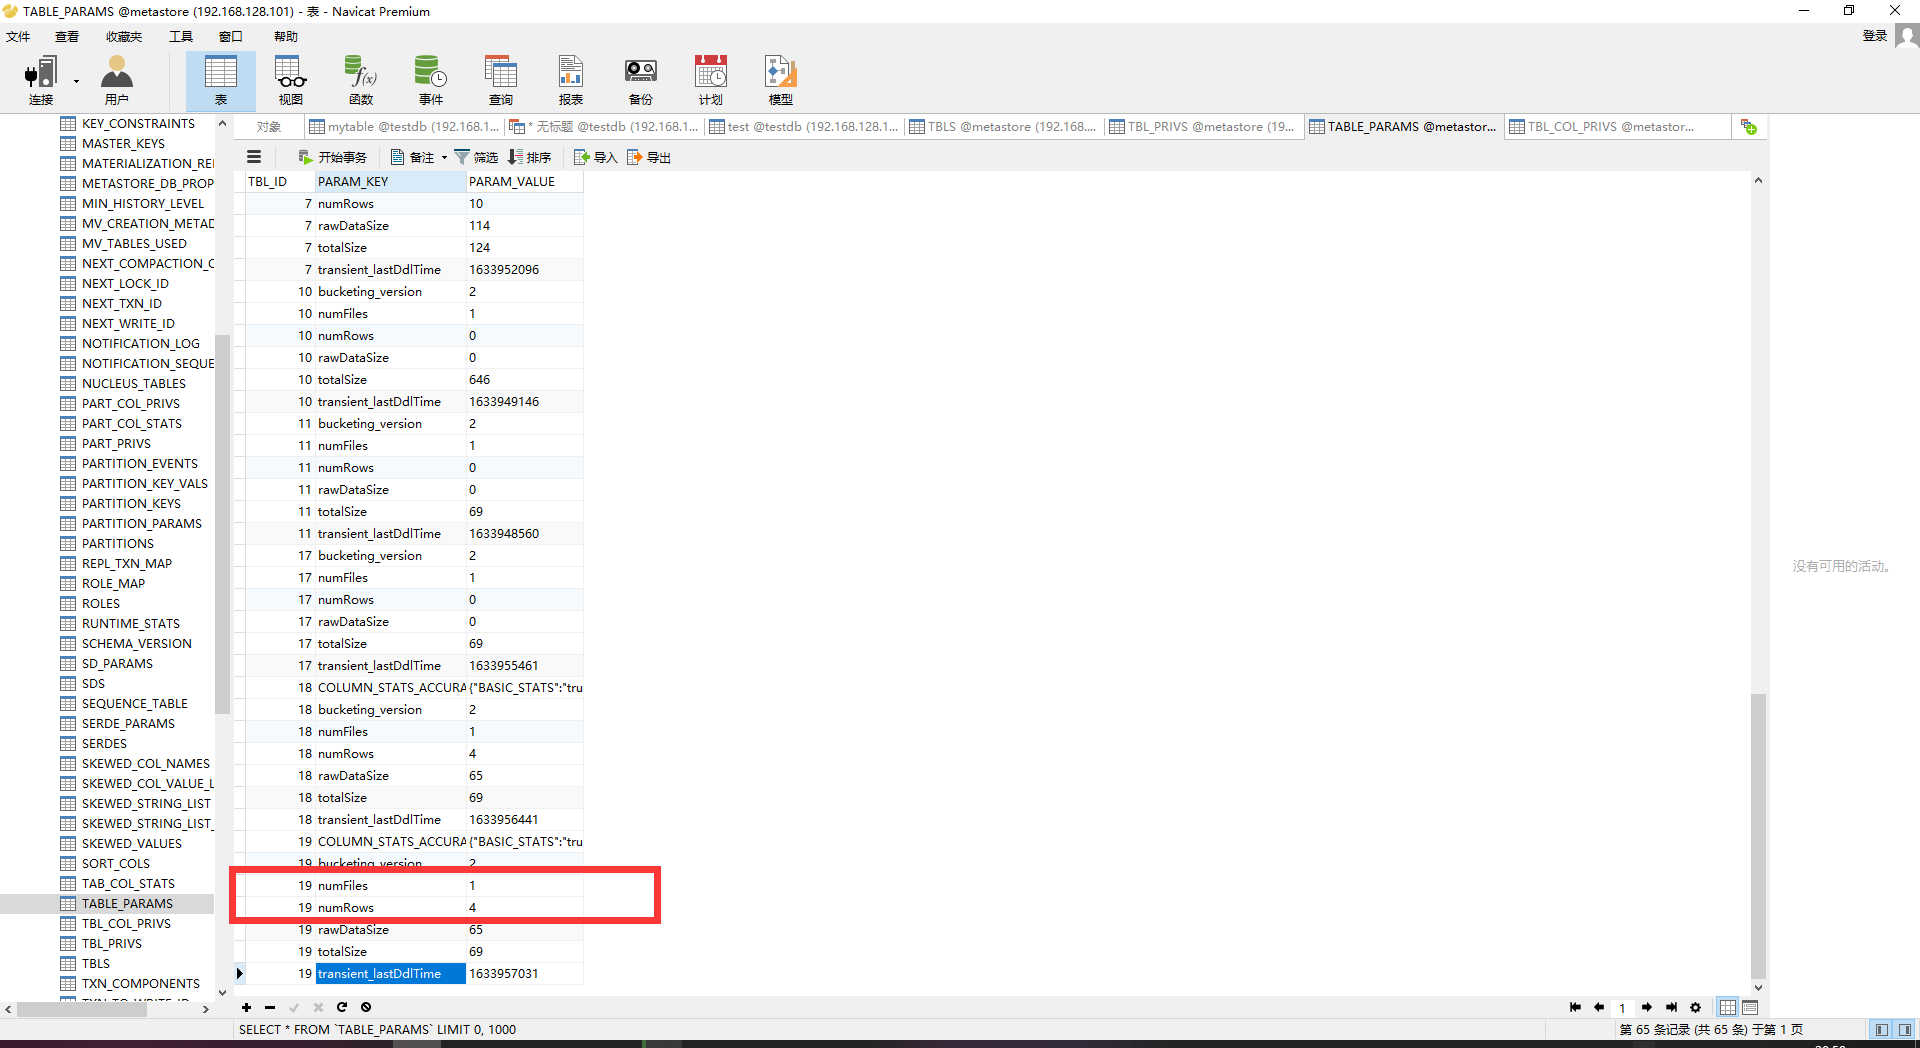 TABLE_PARAMS @metastore (192.168.128.101) - 表 - Navicat Premium
文件 查看 收藏夹 工具 窗口 帮助
登录
连接 用户 表 视图 函数 事件 查询 报表 备份 计划 模型
对象 mytable @testdb (192.168.1... * 无标题 @testdb (192.168.1... test @testdb (192.168.128.1... TBLS @metastore (192.168.... TBL_PRIVS @metastore (19... TABLE_PARAMS @metastor... TBL_COL_PRIVS @metastor...
开始事务 备注 筛选 排序 导入 导出
KEY_CONSTRAINTS
MASTER_KEYS
MATERIALIZATION_REI
METASTORE_DB_PROP
MIN_HISTORY_LEVEL
MV_CREATION_METAD
MV_TABLES_USED
NEXT_COMPACTION_C
NEXT_LOCK_ID
NEXT_TXN_ID
NEXT_WRITE_ID
NOTIFICATION_LOG
NOTIFICATION_SEQUE
NUCLEUS_TABLES
PART_COL_PRIVS
PART_COL_STATS
PART_PRIVS
PARTITION_EVENTS
PARTITION_KEY_VALS
PARTITION_KEYS
PARTITION_PARAMS
PARTITIONS
REPL_TXN_MAP
ROLE_MAP
ROLES
RUNTIME_STATS
SCHEMA_VERSION
SD_PARAMS
SDS
SEQUENCE_TABLE
SERDE_PARAMS
SERDES
SKEWED_COL_NAMES
SKEWED_COL_VALUE_L
SKEWED_STRING_LIST
SKEWED_STRING_LIST_
SKEWED_VALUES
SORT_COLS
TAB_COL_STATS
TABLE_PARAMS
TBL_COL_PRIVS
TBL_PRIVS
TBLS
TXN_COMPONENTS
TXN_TO_WRITE_ID
TBL_ID PARAM_KEY PARAM_VALUE
7 numRows 10
7 rawDataSize 114
7 totalSize 124
7 transient_lastDdlTime 1633952096
10 bucketing_version 2
10 numFiles 1
10 numRows 0
10 rawDataSize 0
10 totalSize 646
10 transient_lastDdlTime 1633949146
11 bucketing_version 2
11 numFiles 1
11 numRows 0
11 rawDataSize 0
11 totalSize 69
11 transient_lastDdlTime 1633948560
17 bucketing_version 2
17 numFiles 1
17 numRows 0
17 rawDataSize 0
17 totalSize 69
17 transient_lastDdlTime 1633955461
18 COLUMN_STATS_ACCURA {"BASIC_STATS":"tru
18 bucketing_version 2
18 numFiles 1
18 numRows 4
18 rawDataSize 65
18 totalSize 69
18 transient_lastDdlTime 1633956441
19 COLUMN_STATS_ACCURA {"BASIC_STATS":"tru
19 bucketing_version 2
19 numFiles 1
19 numRows 4
19 rawDataSize 65
19 totalSize 69
19 transient_lastDdlTime 1633957031
没有可用的活动。
1
SELECT * FROM `TABLE_PARAMS` LIMIT 0, 1000
第 65 条记录 (共 65 条) 于第 1 页